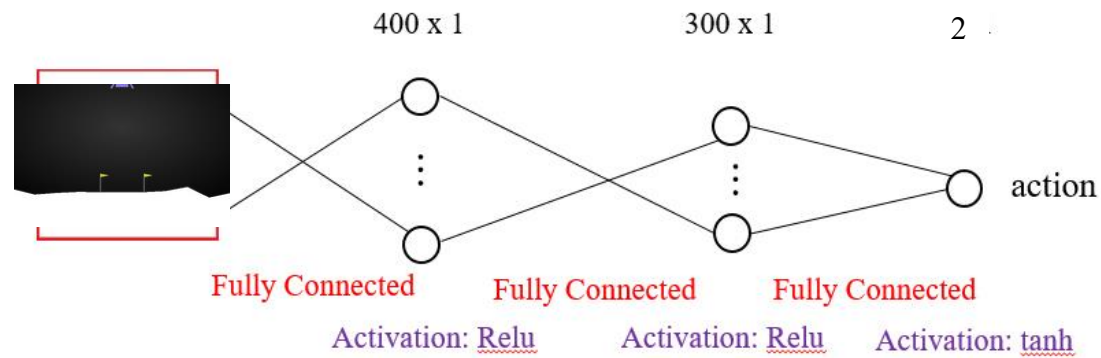 400 x 1
300 x 1
2
action
Fully Connected
Fully Connected
Fully Connected
Activation: Relu
Activation: Relu
Activation: tanh